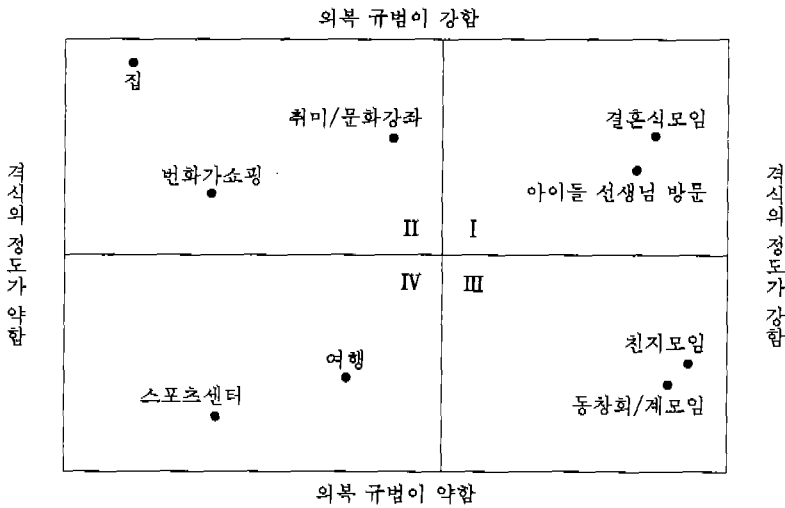 의복 규범이 강함
집
취미/문화강좌
결혼식모임
번화가쇼핑
아이들 선생님 방문
격식의 정도가 약함
격식의 정도가 강함
II
I
IV
III
여행
친지모임
스포츠센터
동창회/계모임
의복 규범이 약함